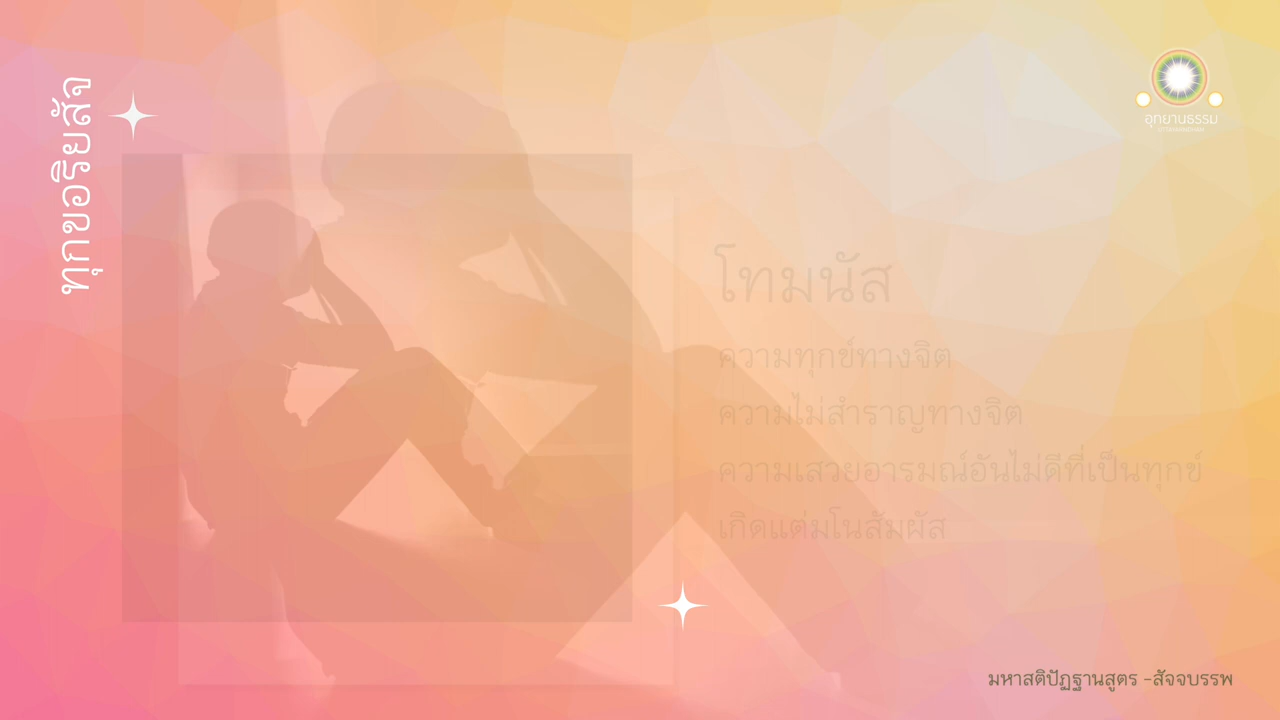 ทุกขอริยสัจ
อุทยานธรรม
โทมนัส
ความทุกข์ทางจิต
ความไม่สำราญทางจิต
ความเสวยอารมณ์อันไม่ดีที่เป็นทุกข์
เกิดแต่มโนสัมผัส
มหาสติปัฏฐานสูตร -สัจจบรรพ